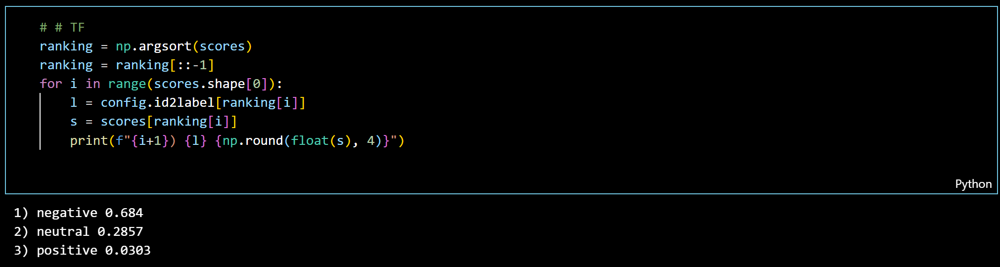 # # TF
ranking = np.argsort(scores)
ranking = ranking[::-1]
for i in range(scores.shape[0]):
    l = config.id2label[ranking[i]]
    s = scores[ranking[i]]
    print(f"{i+1}) {l} {np.round(float(s), 4)}")
Python
1) negative 0.684
2) neutral 0.2857
3) positive 0.0303